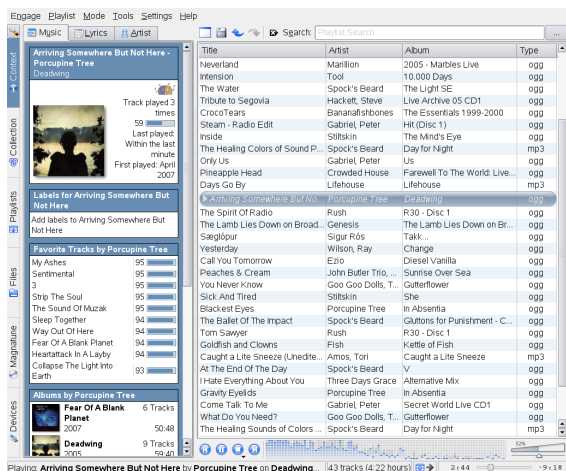 Engage Playlist Mode Tools Settings Help
Music Lyrics Artist
Search: Playlist Search ...
Context
Collection
Playlists
Files
Magnatune
Devices
Arriving Somewhere But Not Here -
Porcupine Tree
Deadwing
Track played 3
times
59
Last played:
Within the last
minute
First played: April
2007
Labels for Arriving Somewhere But
Not Here
Add labels to Arriving Somewhere But
Not Here
Favorite Tracks by Porcupine Tree
My Ashes 95
Sentimental 95
3 95
Strip The Soul 95
The Sound Of Muzak 95
Sleep Together 94
Way Out Of Here 94
Fear Of A Blank Planet 94
Heartattack In A Layby 94
Collapse The Light Into
Earth 93
Albums by Porcupine Tree
Fear Of A Blank 6 Tracks
Planet
2007 50:48
Deadwing 9 Tracks
2005 59:40
Title Artist Album Type
Neverland Marillion 2005 - Marbles Live ogg
Intension Tool 10.000 Days ogg
The Water Spock's Beard The Light SE ogg
Tribute to Segovia Hackett, Steve Live Archive 05 CD1 ogg
CrocoTears Bananafishbones The Essentials 1999-2000 ogg
Steam - Radio Edit Gabriel, Peter Hit (Disc 1) ogg
Inside Stiltskin The Mind's Eye ogg
The Healing Colors of Sound P... Spock's Beard Day for Night mp3
Only Us Gabriel, Peter Us ogg
Pineapple Head Crowded House Farewell To The World: Live... ogg
Days Go By Lifehouse Lifehouse mp3
Arriving Somewhere But No... Porcupine Tree Deadwing ogg
The Spirit Of Radio Rush R30 - Disc 1 ogg
The Lamb Lies Down on Broad... Genesis The Lamb Lies Down on Br... ogg
Sæglópur Sigur Rós Takk... ogg
Yesterday Wilson, Ray Change ogg
Call You Tomorrow Ezio Diesel Vanilla ogg
Peaches & Cream John Butler Trio, ... Sunrise Over Sea ogg
You Never Know Goo Goo Dolls, T... Gutterflower ogg
Sick And Tired Stiltskin She ogg
Blackest Eyes Porcupine Tree In Absentia ogg
The Ballet Of The Impact Spock's Beard Gluttons for Punishment - C... ogg
Tom Sawyer Rush R30 - Disc 1 ogg
Goldfish and Clowns Fish Kettle of Fish ogg
Caught a Lite Sneeze (Unedite... Amos, Tori Caught a Lite Sneeze mp3
At The End Of The Day Spock's Beard V ogg
I Hate Everything About You Three Days Grace Alternative Mix ogg
Gravity Eyelids Porcupine Tree In Absentia ogg
Come Talk To Me Gabriel, Peter Secret World Live CD1 ogg
What Do You Need? Goo Goo Dolls, T... Gutterflower ogg
The Healing Sounds of Colors ... Spock's Beard Day for Night mp3
52%
Playing: Arriving Somewhere But Not Here by Porcupine Tree on Deadwing... 43 tracks (4:22 hours) 2:44 -9:18